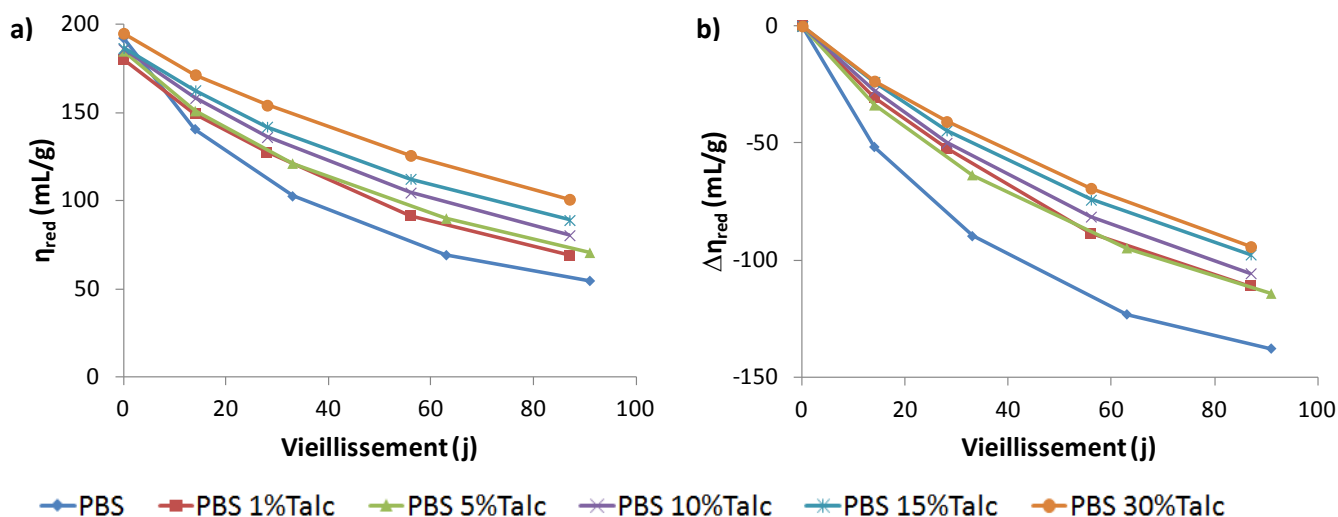 a)
200
150
100
50
0
ηred (mL/g)
0 20 40 60 80 100
Vieillissement (j)
b)
0
-50
-100
-150
Δηred (mL/g)
0 20 40 60 80 100
Vieillissement (j)
PBS PBS 1%Talc PBS 5%Talc PBS 10%Talc PBS 15%Talc PBS 30%Talc